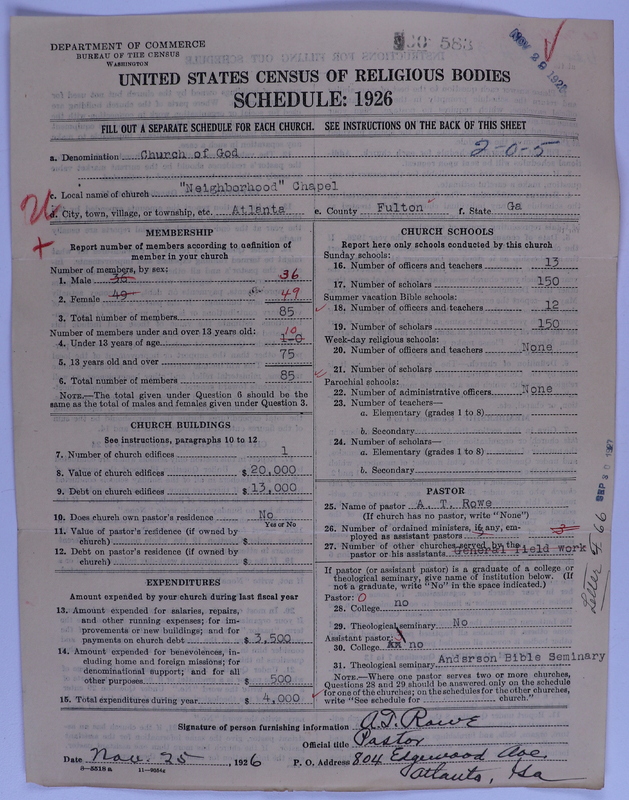 DEPARTMENT OF COMMERCE
BUREAU OF THE CENSUS
WASHINGTON
583
NOV 29 1926
UNITED STATES CENSUS OF RELIGIOUS BODIES
SCHEDULE: 1926
FILL OUT A SEPARATE SCHEDULE FOR EACH CHURCH. SEE INSTRUCTIONS ON THE BACK OF THIS SHEET
a. Denomination Church of God
2-0-5
c. Local name of church "Neighborhood" Chapel
d. City, town, village, or township, etc. Atlanta e. County Fulton f. State Ga
MEMBERSHIP
Report number of members according to definition of
member in your church
Number of members, by sex:
1. Male 36 36
2. Female 49 49
3. Total number of members 85
Number of members under and over 13 years old:
4. Under 13 years of age 10 1-0
5. 13 years old and over 75
6. Total number of members 85
NOTE.—The total given under Question 6 should be
same as the total of males and females given under Question 3.
CHURCH BUILDINGS
See instructions, paragraphs 10 to 12
7. Number of church edifices 1
8. Value of church edifices $20,000
9. Debt on church edifices $13,000
10. Does church own pastor's residence No
Yes or No
11. Value of pastor's residence (if owned by
church) $
12. Debt on pastor's residence (if owned by
church) $
EXPENDITURES
Amount expended by your church during last fiscal year
13. Amount expended for salaries, repairs,
and other running expenses; for im-
provements or new buildings; and for
payments on church debt $ 3,500
14. Amount expended for benevolences, in-
cluding home and foreign missions; for
denominational support; and for all
other purposes $ 500
15. Total expenditures during year $ 4,000
CHURCH SCHOOLS
Report here only schools conducted by this church
Sunday schools:
16. Number of officers and teachers 13
17. Number of scholars 150
Summer vacation Bible schools:
18. Number of officers and teachers 12
19. Number of scholars 150
Week-day religious schools:
20. Number of officers and teachers None
21. Number of scholars
Parochial schools:
22. Number of administrative officers None
23. Number of teachers—
a. Elementary (grades 1 to 8)
b. Secondary
24. Number of scholars—
a. Elementary (grades 1 to 8)
b. Secondary
PASTOR
25. Name of pastor A. T. Rowe
(If church has no pastor, write "None")
26. Number of ordained ministers, if any, em-
ployed as assistant pastors
27. Number of other churches served by the
pastor or his assistants General field work
If pastor (or assistant pastor) is a graduate of a college or
theological seminary, give name of institution below. (If
not a graduate, write "No" in the space indicated.)
Pastor: 0
28. College no
29. Theological seminary No
Assistant pastor:
30. College no
31. Theological seminary Anderson Bible Seminary
NOTE.—Where one pastor serves two or more churches,
Questions 28 and 29 should be answered only on the schedule
for one of the churches; on the schedules for the other churches,
write "See schedule for church."
SEP 30 1927
Letter # 66
Signature of person furnishing information A.T. Rowe
Official title Pastor
Date Nov. 25, 1926 P. O. Address 804 Edgewood Ave,
Atlanta, Ga
8—5518a 11—9554